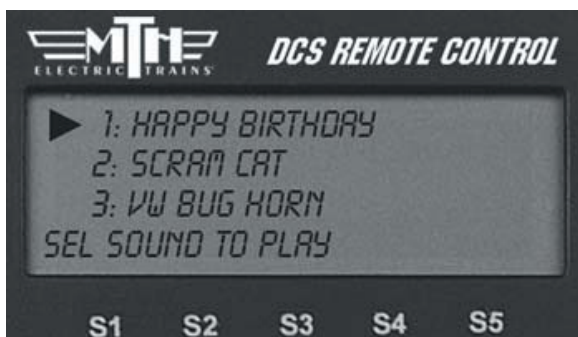 MTH
ELECTRIC TRAINS
DCS REMOTE CONTROL
▶ 1: HAPPY BIRTHDAY
2: SCRAM CAT
3: VW BUG HORN
SEL SOUND TO PLAY
S1 S2 S3 S4 S5